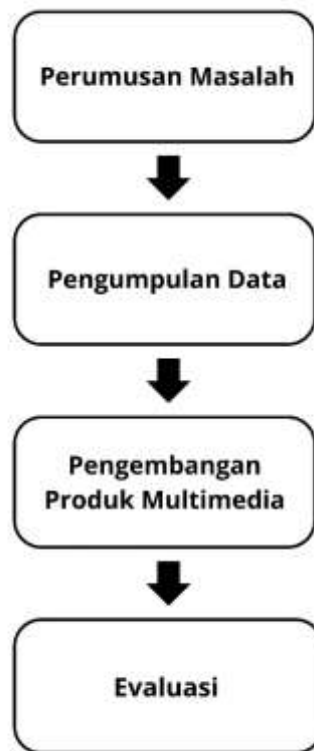 Perumusan Masalah
Pengumpulan Data
Pengembangan
Produk Multimedia
Evaluasi